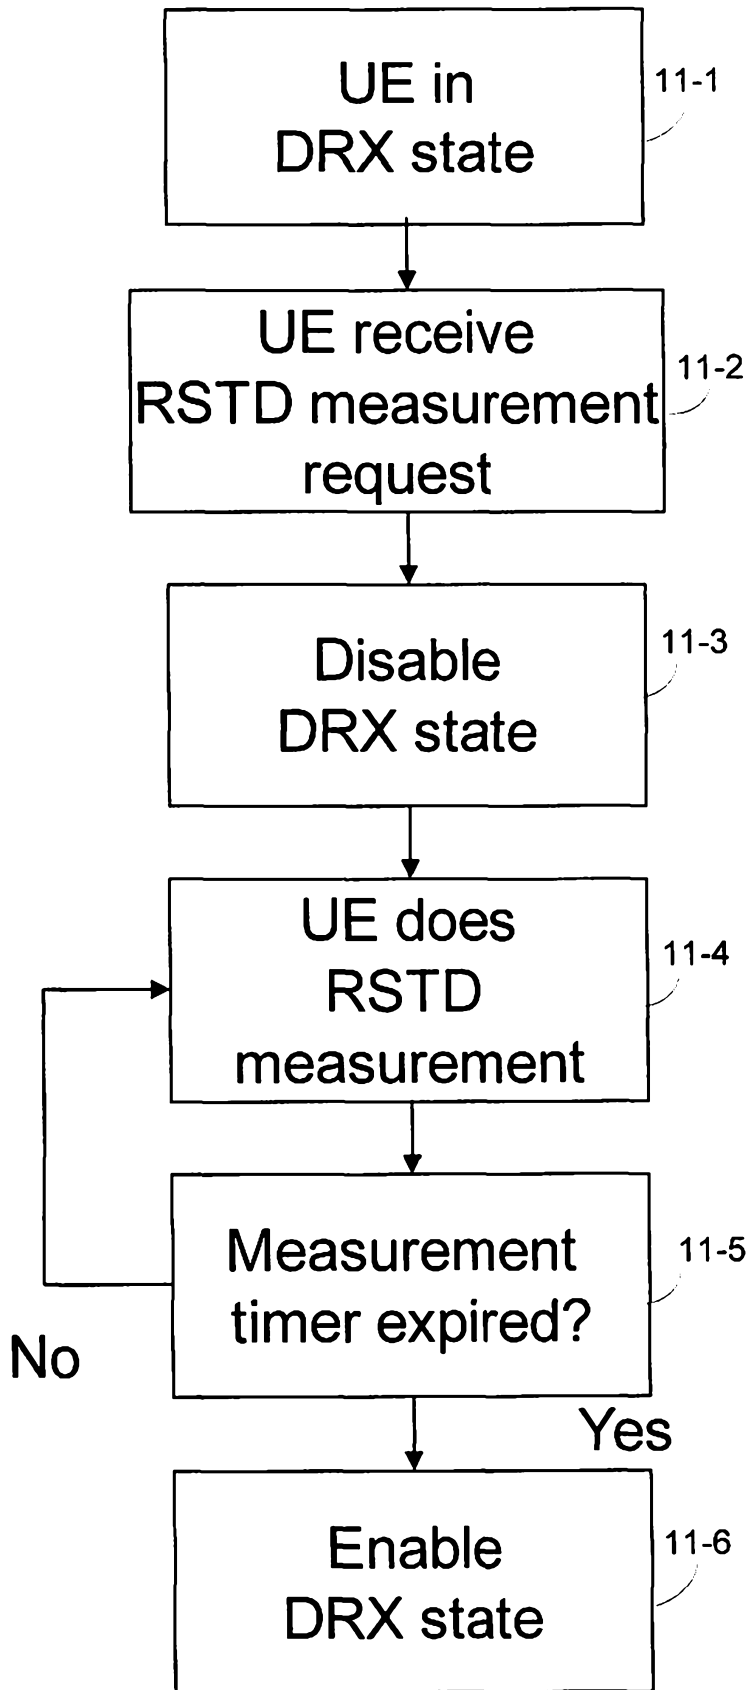 UE in
DRX state
11-1
UE receive
RSTD measurement
request
11-2
Disable
DRX state
11-3
UE does
RSTD
measurement
11-4
Measurement
timer expired?
11-5
No
Yes
Enable
DRX state
11-6